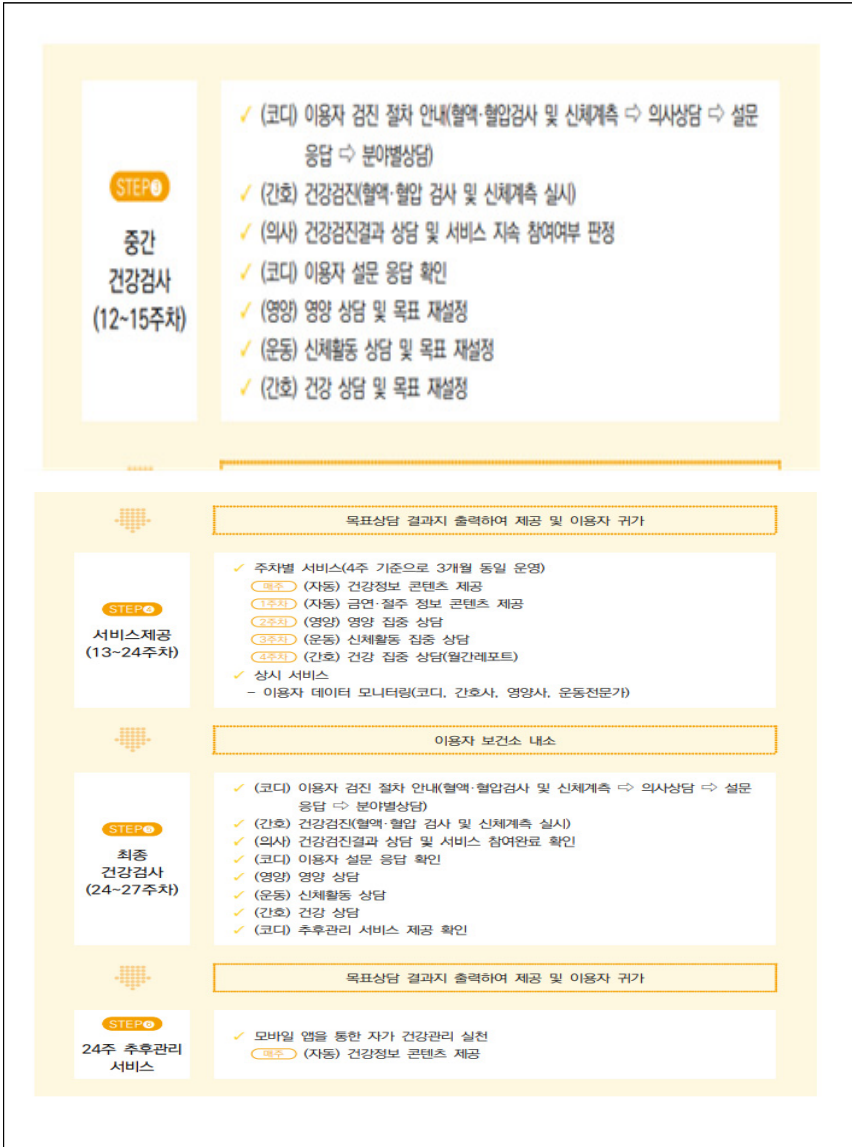 ✓ (코디) 이용자 검진 절차 안내(혈액·혈압검사 및 신체계측 ⇨ 의사상담 ⇨ 설문
응답 ⇨ 분야별상담)
STEP❸
✓ (간호) 건강검진(혈액·혈압 검사 및 신체계측 실시)
중간
✓ (의사) 건강검진결과 상담 및 서비스 지속 참여여부 판정
건강검사
✓ (코디) 이용자 설문 응답 확인
(12~15주차)
✓ (영양) 영양 상담 및 목표 재설정
✓ (운동) 신체활동 상담 및 목표 재설정
✓ (간호) 건강 상담 및 목표 재설정
목표상담 결과지 출력하여 제공 및 이용자 귀가
STEP❹
서비스제공
(13~24주차)
✓ 주차별 서비스(4주 기준으로 3개월 동일 운영)
매주 (자동) 건강정보 콘텐츠 제공
1주차 (자동) 금연·절주 정보 콘텐츠 제공
2주차 (영양) 영양 집중 상담
3주차 (운동) 신체활동 집중 상담
4주차 (간호) 건강 집중 상담(월간레포트)
✓ 상시 서비스
- 이용자 데이터 모니터링(코디, 간호사, 영양사, 운동전문가)
이용자 보건소 내소
STEP❺
최종
건강검사
(24~27주차)
✓ (코디) 이용자 검진 절차 안내(혈액·혈압검사 및 신체계측 ⇨ 의사상담 ⇨ 설문
응답 ⇨ 분야별상담)
✓ (간호) 건강검진(혈액·혈압 검사 및 신체계측 실시)
✓ (의사) 건강검진결과 상담 및 서비스 참여완료 확인
✓ (코디) 이용자 설문 응답 확인
✓ (영양) 영양 상담
✓ (운동) 신체활동 상담
✓ (간호) 건강 상담
✓ (코디) 추후관리 서비스 제공 확인
목표상담 결과지 출력하여 제공 및 이용자 귀가
STEP❻
24주 추후관리
서비스
✓ 모바일 앱을 통한 자가 건강관리 실천
매주 (자동) 건강정보 콘텐츠 제공